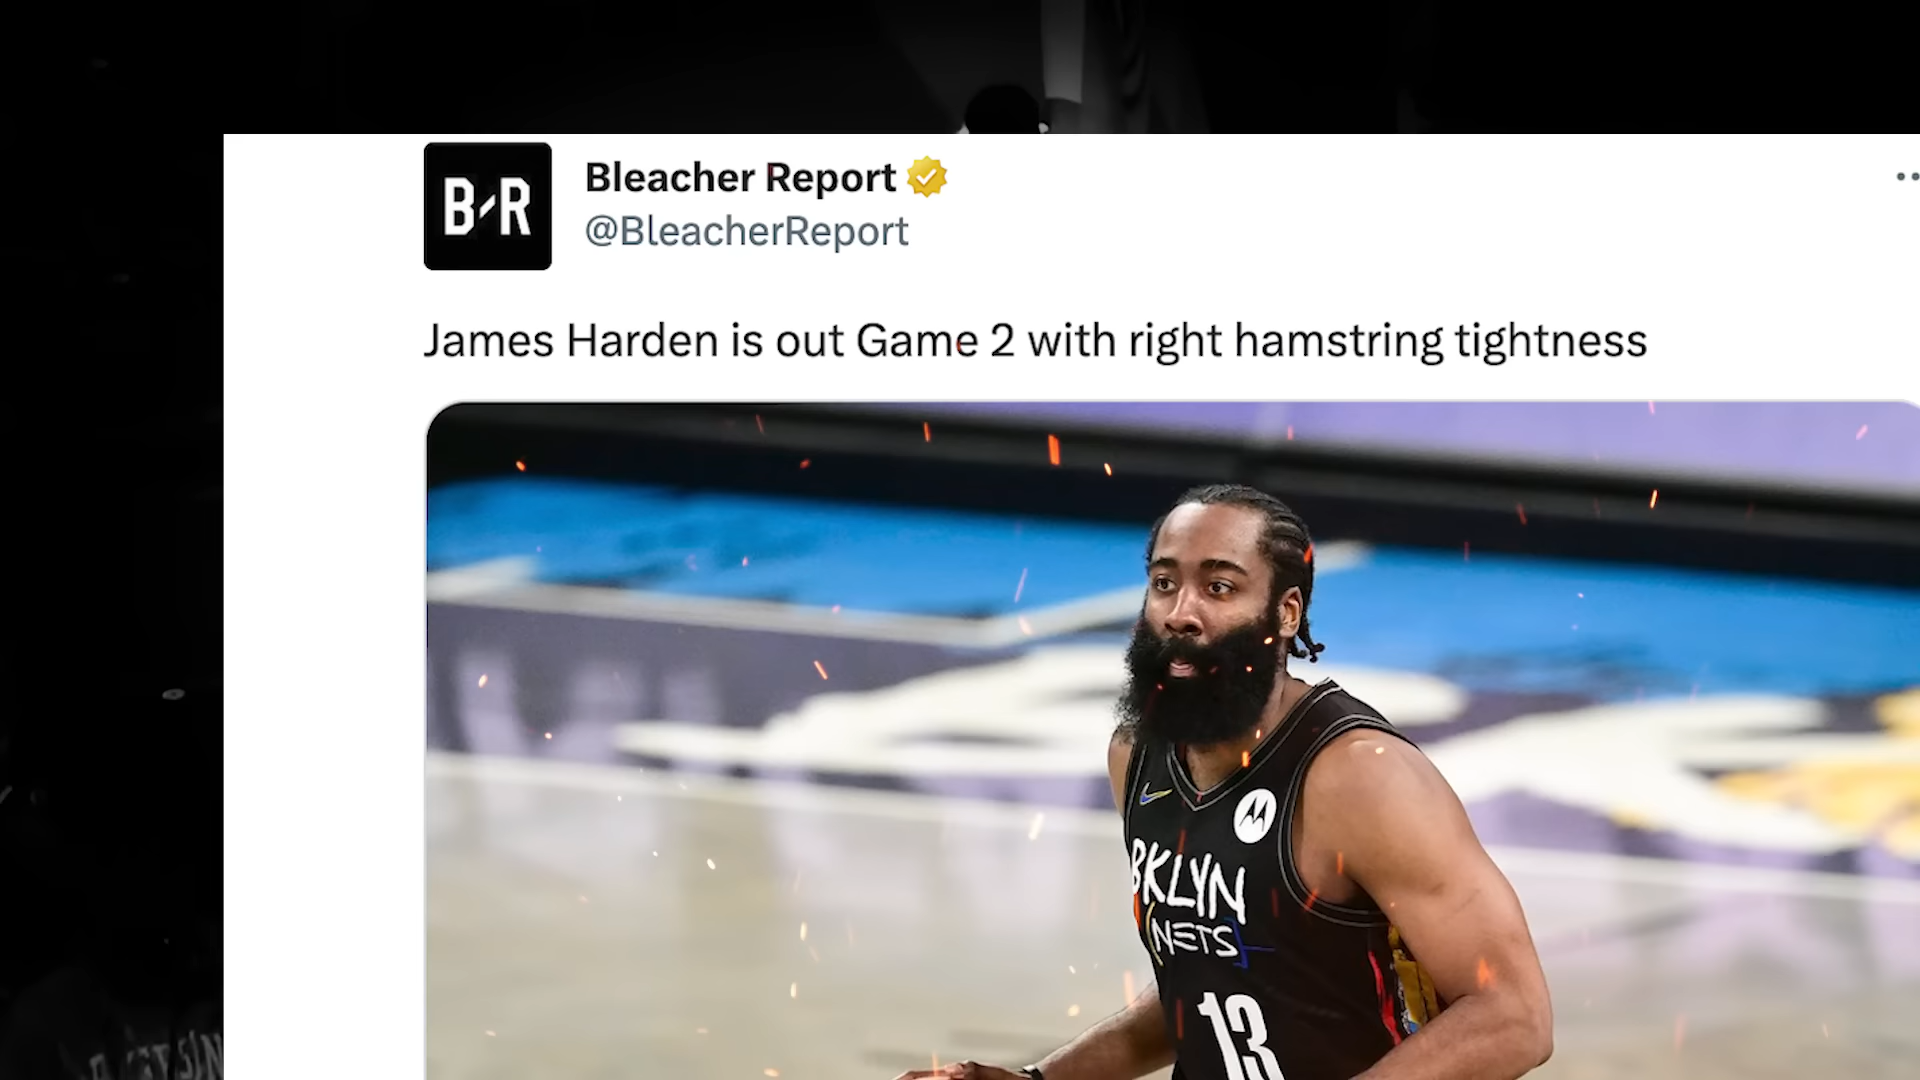 B/R
Bleacher Report
@BleacherReport
James Harden is out Game 2 with right hamstring tightness
BKLYN
NETS
13